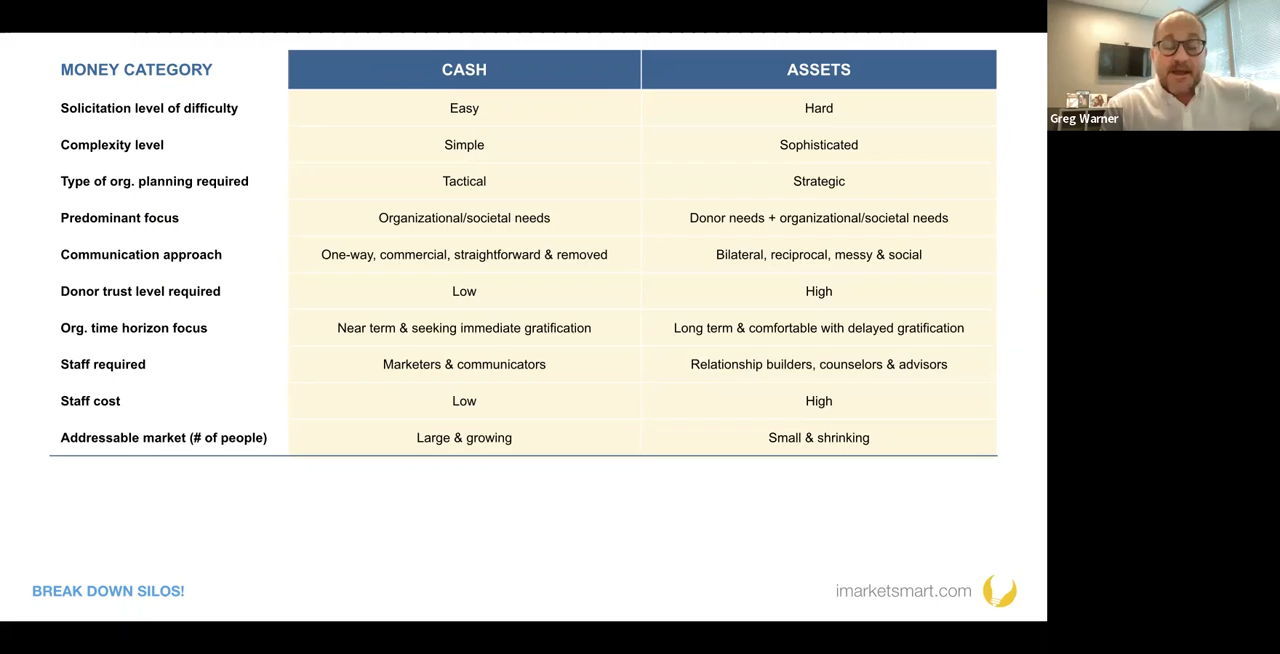 MONEY CATEGORY CASH ASSETS
Solicitation level of difficulty Easy Hard
Complexity level Simple Sophisticated
Type of org. planning required Tactical Strategic
Predominant focus Organizational/societal needs Donor needs + organizational/societal needs
Communication approach One-way, commercial, straightforward & removed Bilateral, reciprocal, messy & social
Donor trust level required Low High
Org. time horizon focus Near term & seeking immediate gratification Long term & comfortable with delayed gratification
Staff required Marketers & communicators Relationship builders, counselors & advisors
Staff cost Low High
Addressable market (# of people) Large & growing Small & shrinking
BREAK DOWN SILOS!
imarketsmart.com
Greg Warner